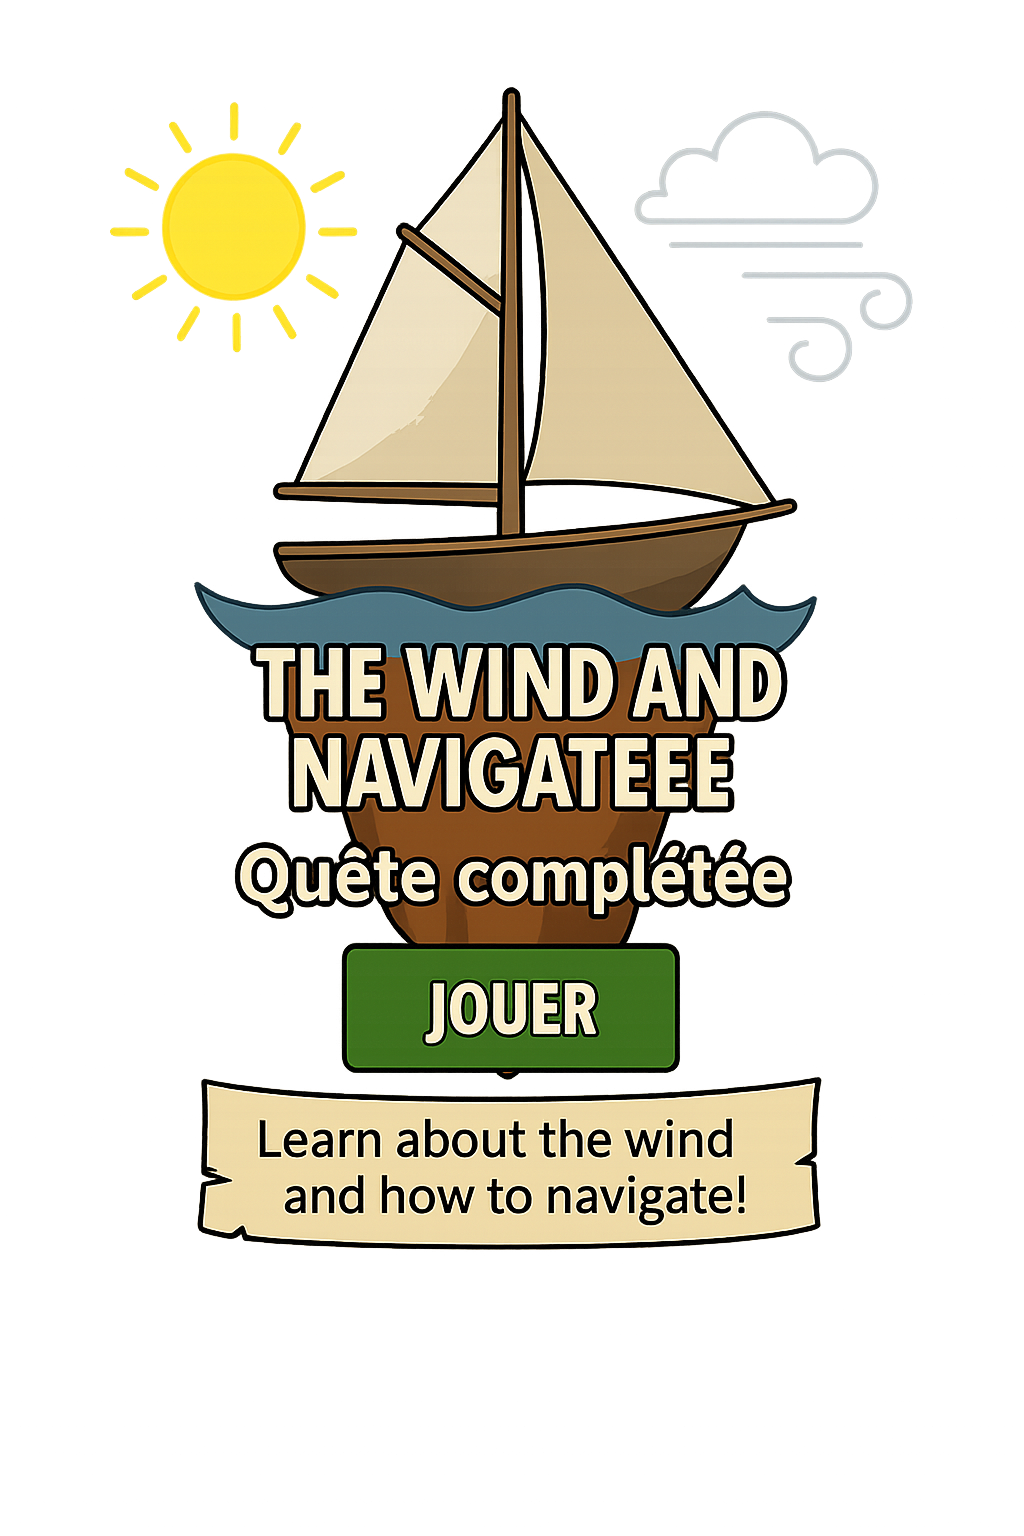 THE WIND AND
NAVIGATEEE
Quête complétée
JOUER
Learn about the wind
and how to navigate!